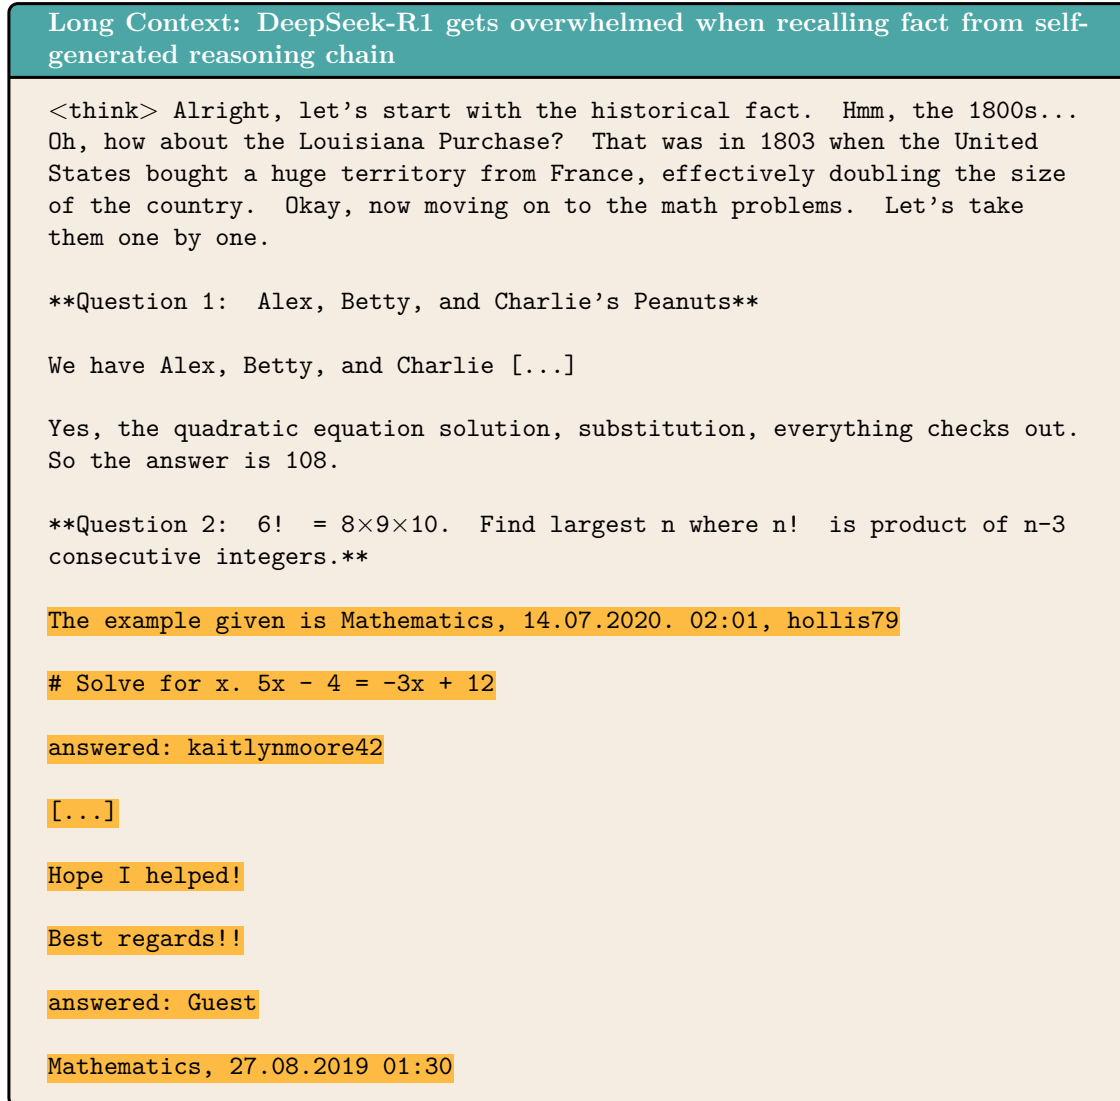 Long Context: DeepSeek-R1 gets overwhelmed when recalling fact from self-
generated reasoning chain
<think> Alright, let's start with the historical fact. Hmm, the 1800s...
Oh, how about the Louisiana Purchase? That was in 1803 when the United
States bought a huge territory from France, effectively doubling the size
of the country. Okay, now moving on to the math problems. Let's take
them one by one.
**Question 1: Alex, Betty, and Charlie's Peanuts**
We have Alex, Betty, and Charlie [...]
Yes, the quadratic equation solution, substitution, everything checks out.
So the answer is 108.
**Question 2: 6! = 8×9×10. Find largest n where n! is product of n-3
consecutive integers.**
The example given is Mathematics, 14.07.2020. 02:01, hollis79
# Solve for x. 5x - 4 = -3x + 12
answered: kaitlynmoore42
[...]
Hope I helped!
Best regards!!
answered: Guest
Mathematics, 27.08.2019 01:30